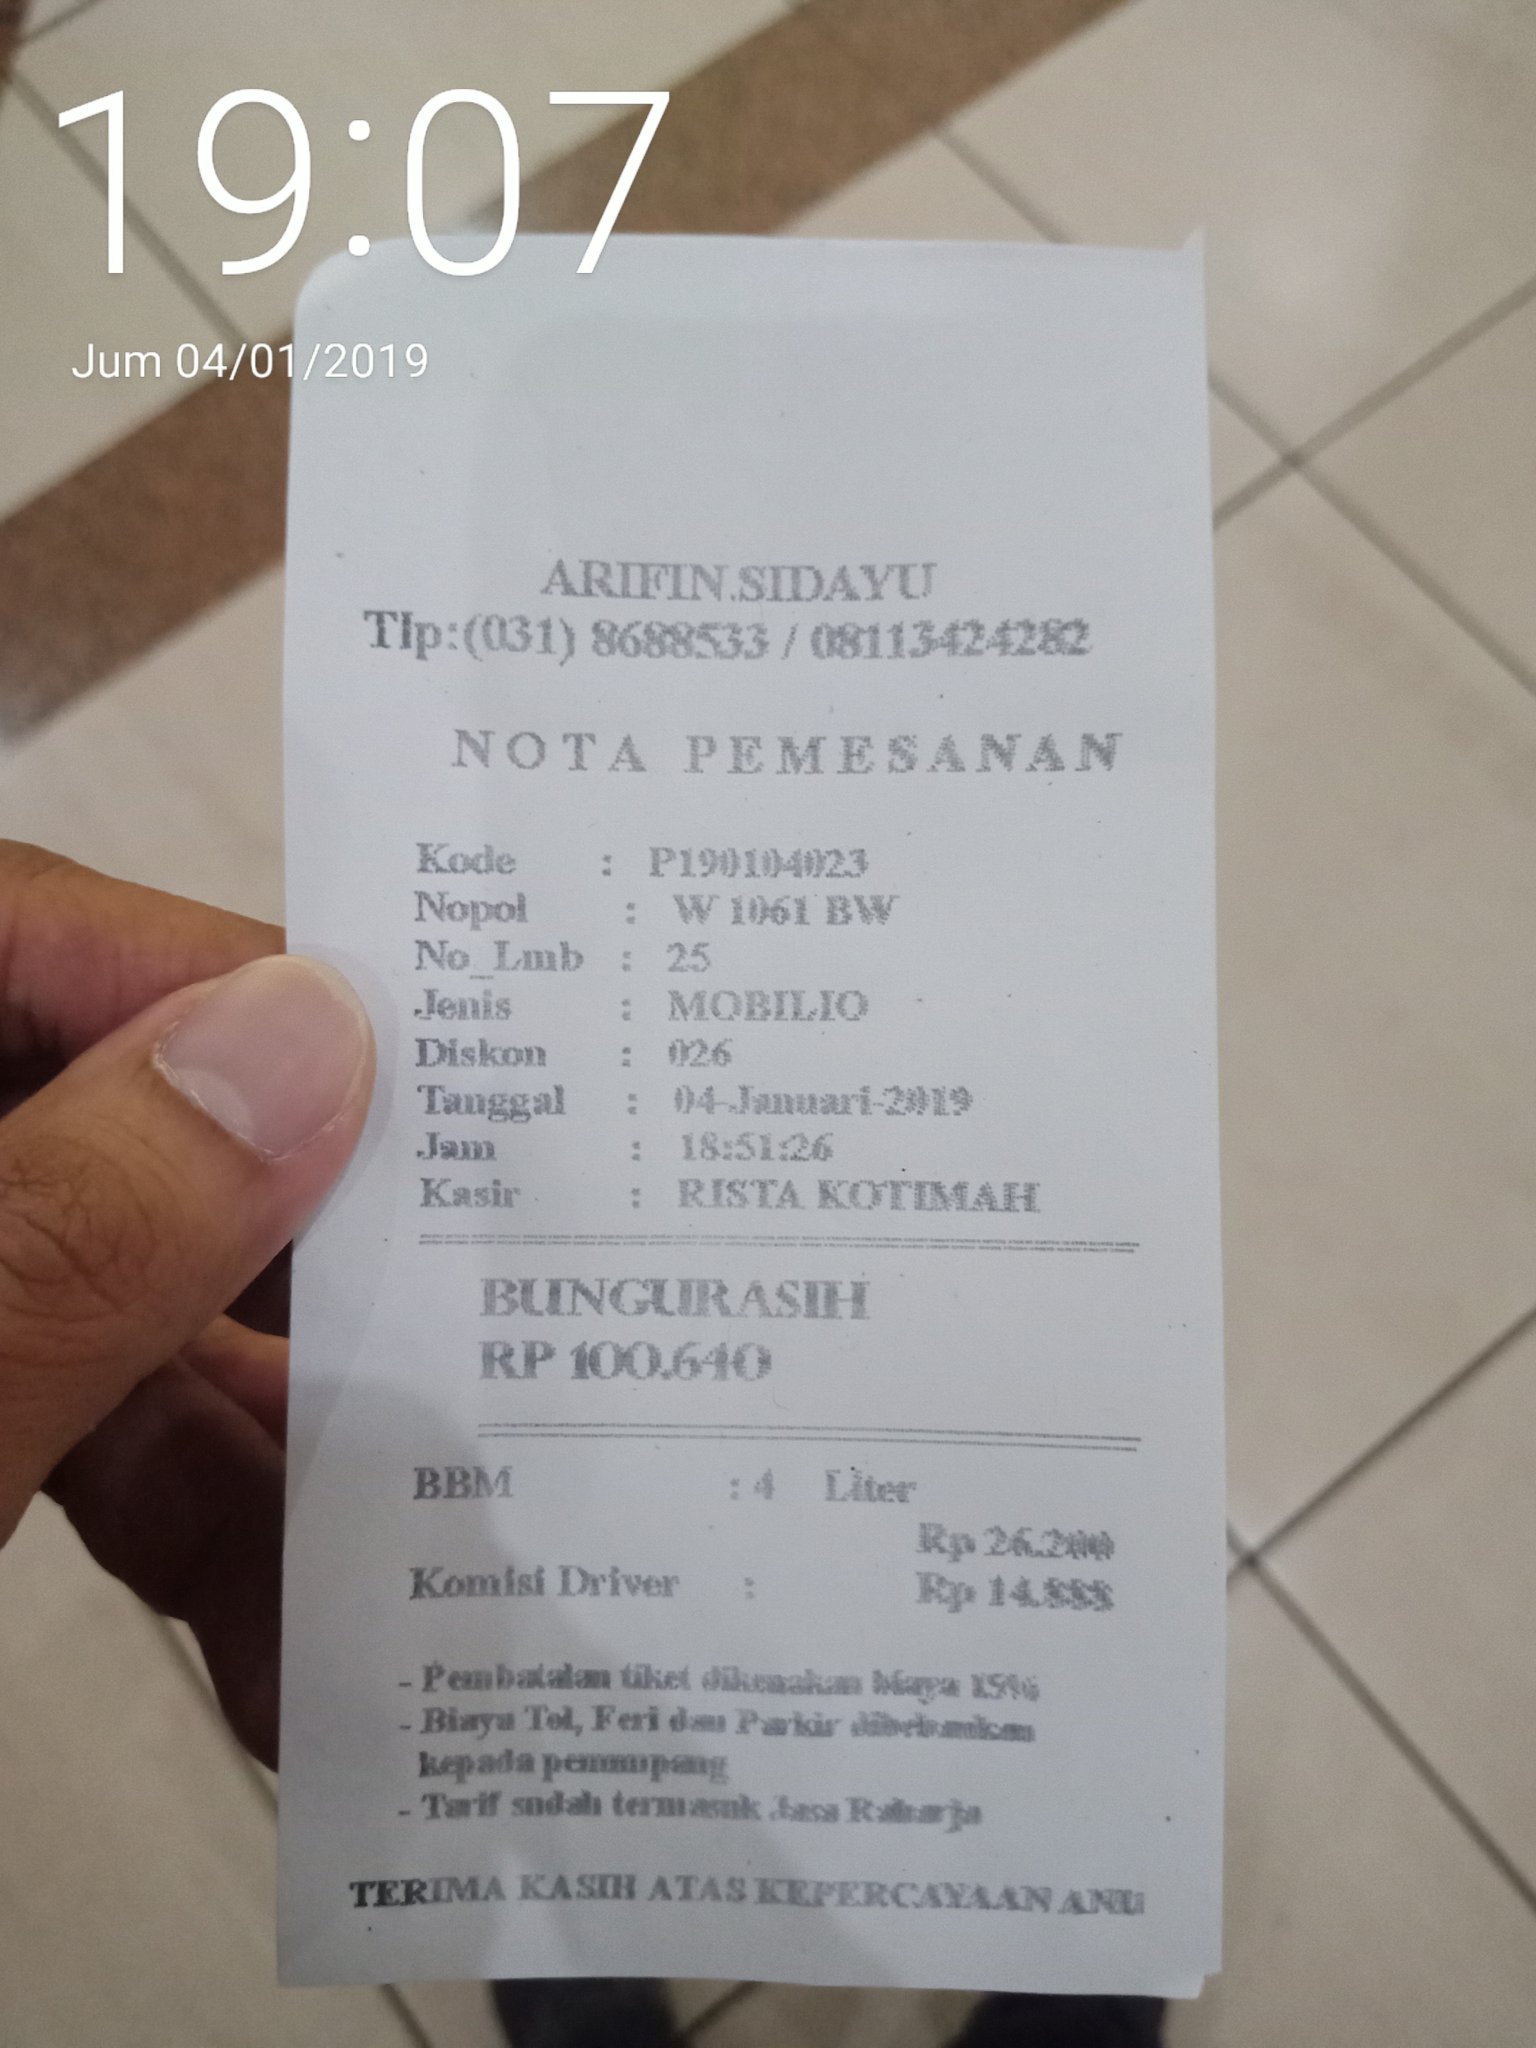 19:07
Jum 04/01/2019
ARIFIN.SIDAYU
Tlp:(031) 8688533 / 08113424282
NOTA PEMESANAN
Kode : P190104023
Nopol : W 1061 BW
No_Lmb : 25
Jenis : MOBILIO
Diskon : 026
Tanggal : 04-Januari-2019
Jam : 18:51:26
Kasir : RISTA KOTIMAH
BUNGURASIH
RP 100.640
BBM : 4 Liter
Rp 26.200
Komisi Driver : Rp 14.888
- Pembatalan tiket dikenakan biaya 15%
- Biaya Tol, Feri dan Parkir dibebankan
kepada penumpang
- Tarif sudah termasuk Jasa Raharja
TERIMA KASIH ATAS KEPERCAYAAN